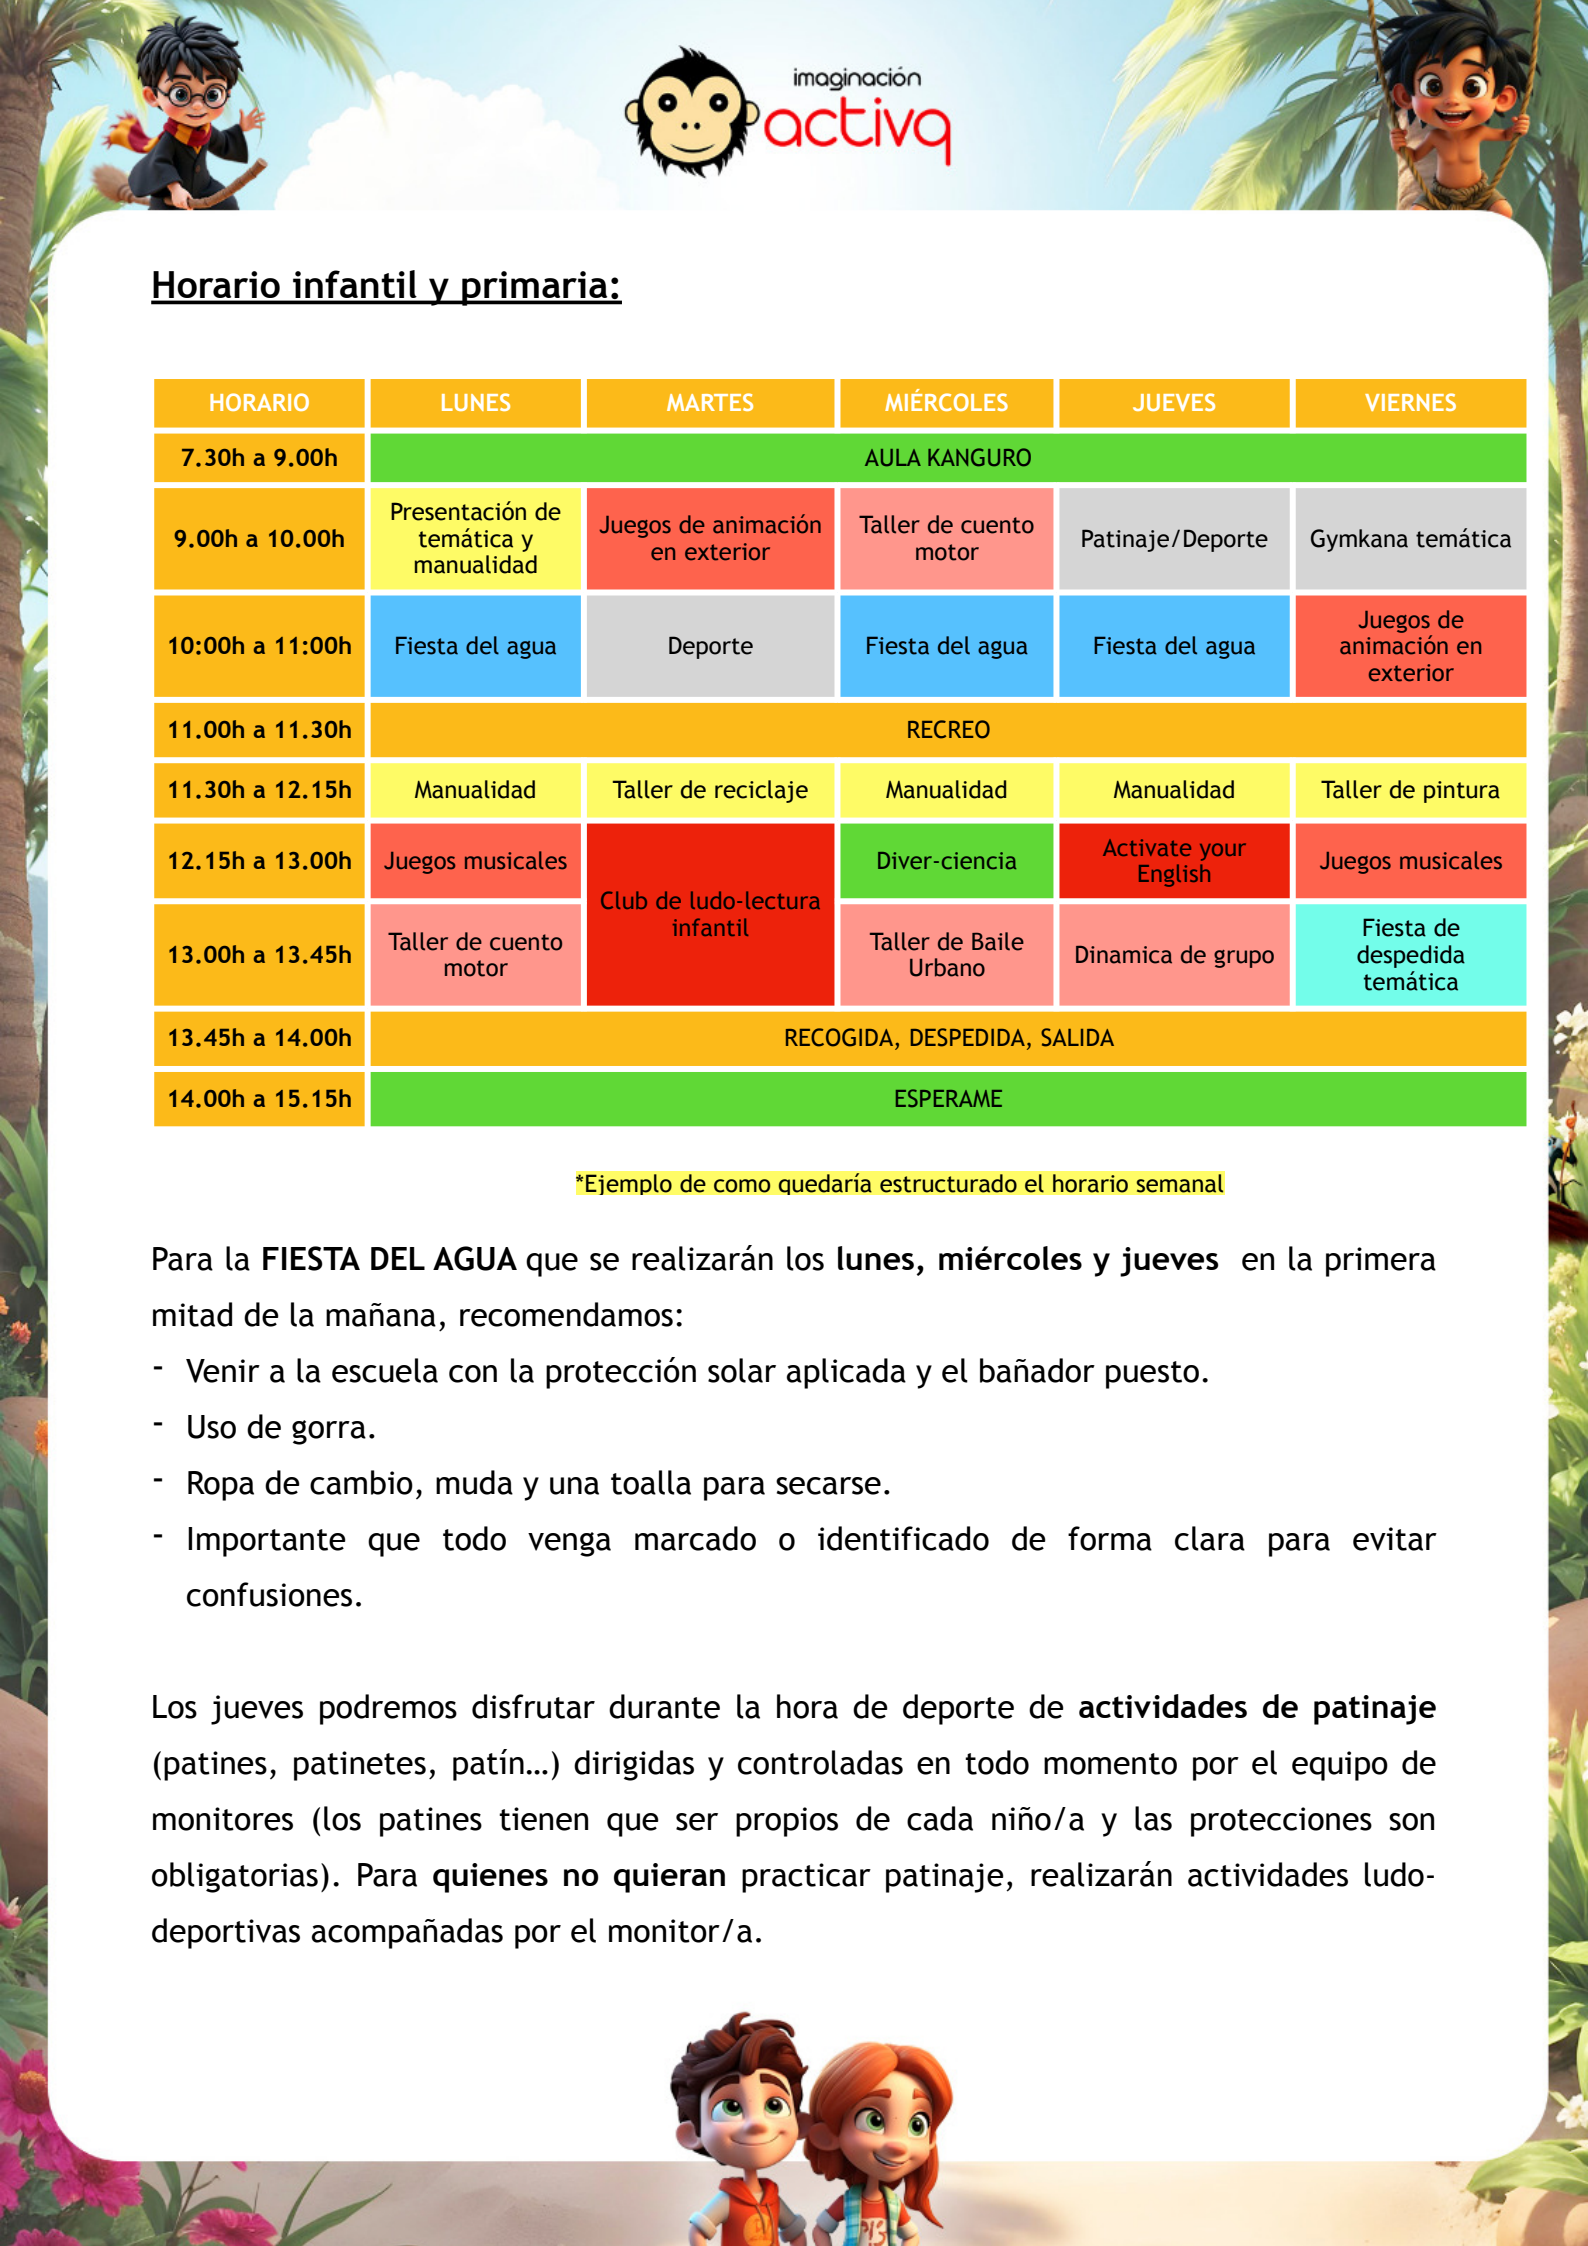 imaginación
activa
Horario infantil y primaria:
HORARIO LUNES MARTES MIÉRCOLES JUEVES VIERNES
7.30h a 9.00h AULA KANGURO
9.00h a 10.00h
Presentación de
temática y
manualidad
Juegos de animación
en exterior
Taller de cuento
motor
Patinaje/Deporte
Gymkana temática
10:00h a 11:00h
Fiesta del agua
Deporte
Fiesta del agua
Fiesta del agua
Juegos de
animación en
exterior
11.00h a 11.30h RECREO
11.30h a 12.15h Manualidad Taller de reciclaje Manualidad Manualidad Taller de pintura
12.15h a 13.00h
Juegos musicales
Club de ludo-lectura
infantil
Diver-ciencia
Activate your
English
Juegos musicales
13.00h a 13.45h
Taller de cuento
motor
Taller de Baile
Urbano
Dinamica de grupo
Fiesta de
despedida
temática
13.45h a 14.00h RECOGIDA, DESPEDIDA, SALIDA
14.00h a 15.15h ESPERAME
*Ejemplo de como quedaría estructurado el horario semanal
Para la FIESTA DEL AGUA que se realizarán los lunes, miércoles y jueves en la primera
mitad de la mañana, recomendamos:
- Venir a la escuela con la protección solar aplicada y el bañador puesto.
- Uso de gorra.
- Ropa de cambio, muda y una toalla para secarse.
- Importante que todo venga marcado o identificado de forma clara para evitar
confusiones.
Los jueves podremos disfrutar durante la hora de deporte de actividades de patinaje
(patines, patinetes, patín…) dirigidas y controladas en todo momento por el equipo de
monitores (los patines tienen que ser propios de cada niño/a y las protecciones son
obligatorias). Para quienes no quieran practicar patinaje, realizarán actividades ludo-
deportivas acompañadas por el monitor/a.